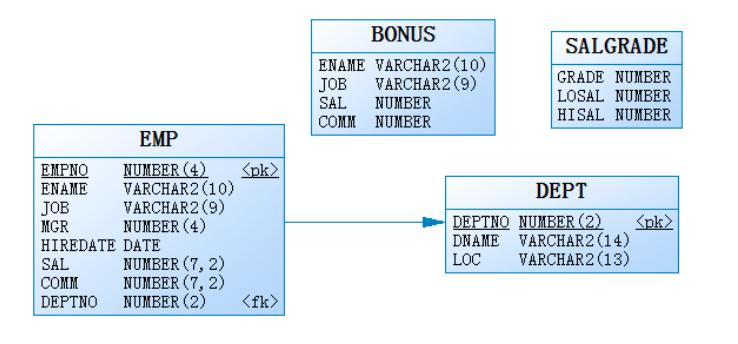 BONUS
ENAME VARCHAR2(10)
JOB VARCHAR2(9)
SAL NUMBER
COMM NUMBER
SALGRADE
GRADE NUMBER
LOSAL NUMBER
HISAL NUMBER
EMP
EMPNO NUMBER(4) <pk>
ENAME VARCHAR2(10)
JOB VARCHAR2(9)
MGR NUMBER(4)
HIREDATE DATE
SAL NUMBER(7,2)
COMM NUMBER(7,2)
DEPTNO NUMBER(2) <fk>
DEPT
DEPTNO NUMBER(2) <pk>
DNAME VARCHAR2(14)
LOC VARCHAR2(13)